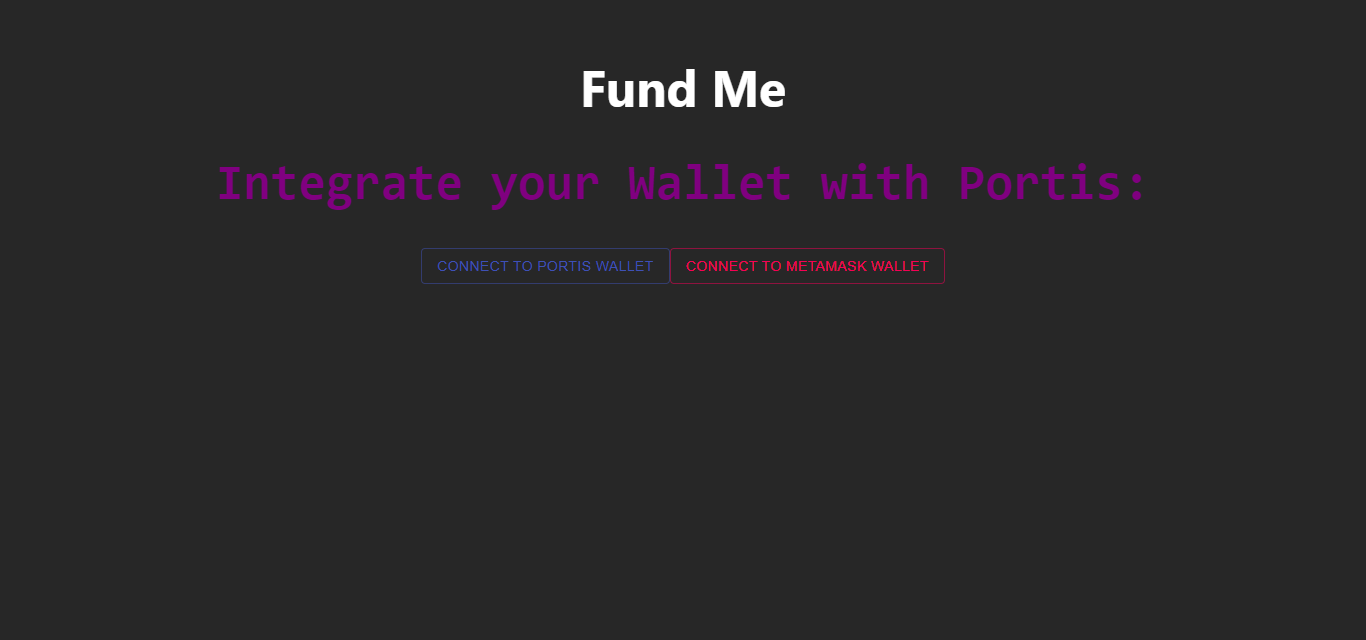 Fund Me
Integrate your Wallet with Portis:
CONNECT TO PORTIS WALLET
CONNECT TO METAMASK WALLET